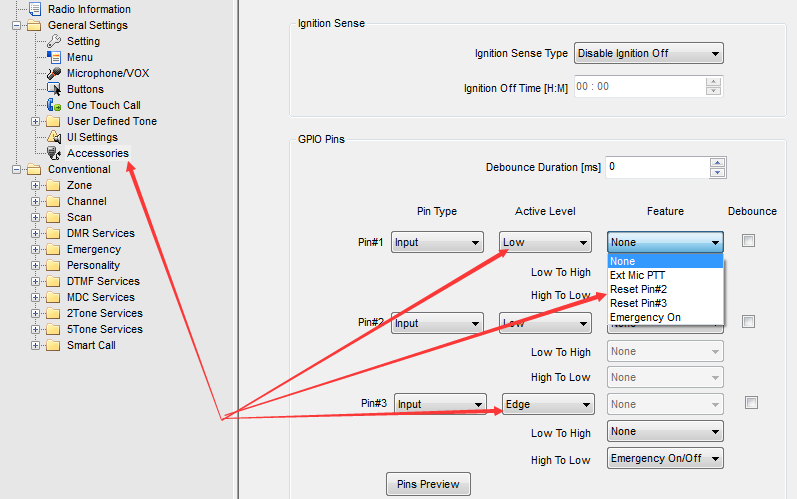 Radio Information
General Settings
Setting
Menu
Microphone/VOX
Buttons
One Touch Call
User Defined Tone
UI Settings
Accessories
Conventional
Zone
Channel
Scan
DMR Services
Emergency
Personality
DTMF Services
MDC Services
2Tone Services
5Tone Services
Smart Call
Ignition Sense
Ignition Sense Type Disable Ignition Off
Ignition Off Time [H:M] 00 : 00
GPIO Pins
Debounce Duration [ms] 0
Pin Type Active Level Feature Debounce
Pin#1 Input Low None
None
Low To High Ext Mic PTT
Reset Pin#2
High To Low Reset Pin#3
Emergency On
Pin#2 Input Low None
Low To High None
High To Low None
Pin#3 Input Edge None
Low To High None
High To Low Emergency On/Off
Pins Preview